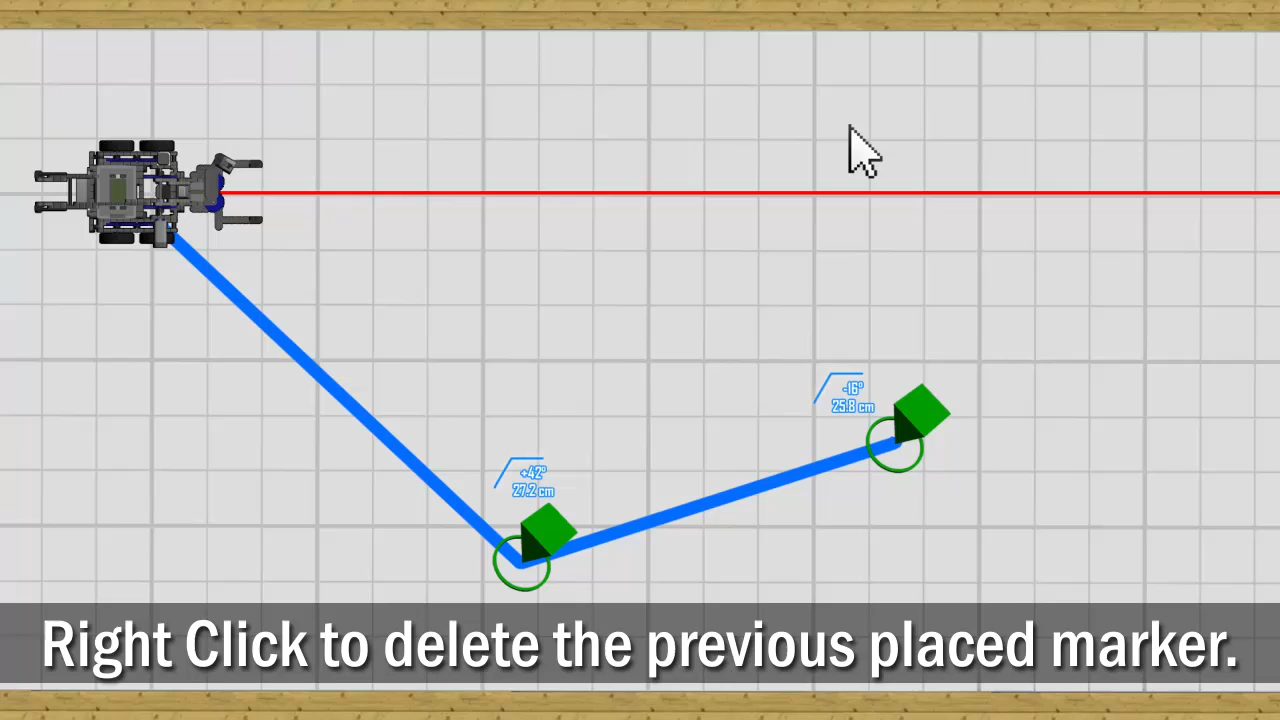 -16°
25.8 cm
+42°
27.2 cm
Right Click to delete the previous placed marker.